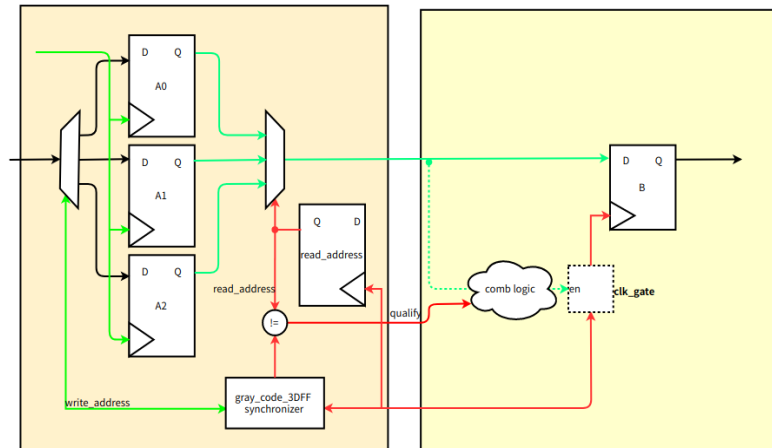 D Q
A0
D Q
A1
D Q
A2
Q D
read_address
read_address
!=
qualify
write_address
gray_code_3DFF
synchronizer
D Q
B
comb logic
en
clk_gate